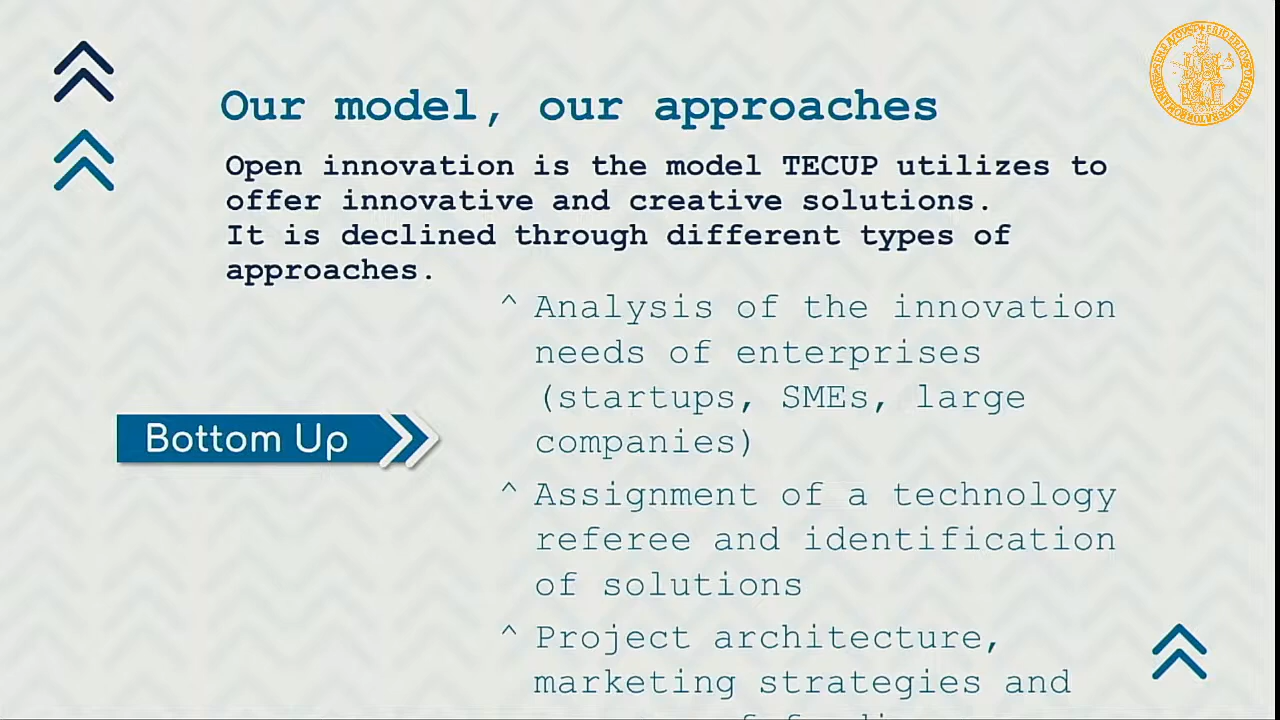 Our model, our approaches
Open innovation is the model TECUP utilizes to
offer innovative and creative solutions.
It is declined through different types of
approaches.
^ Analysis of the innovation
needs of enterprises
(startups, SMEs, large
companies)
Bottom Up
^ Assignment of a technology
referee and identification
of solutions
^ Project architecture,
marketing strategies and